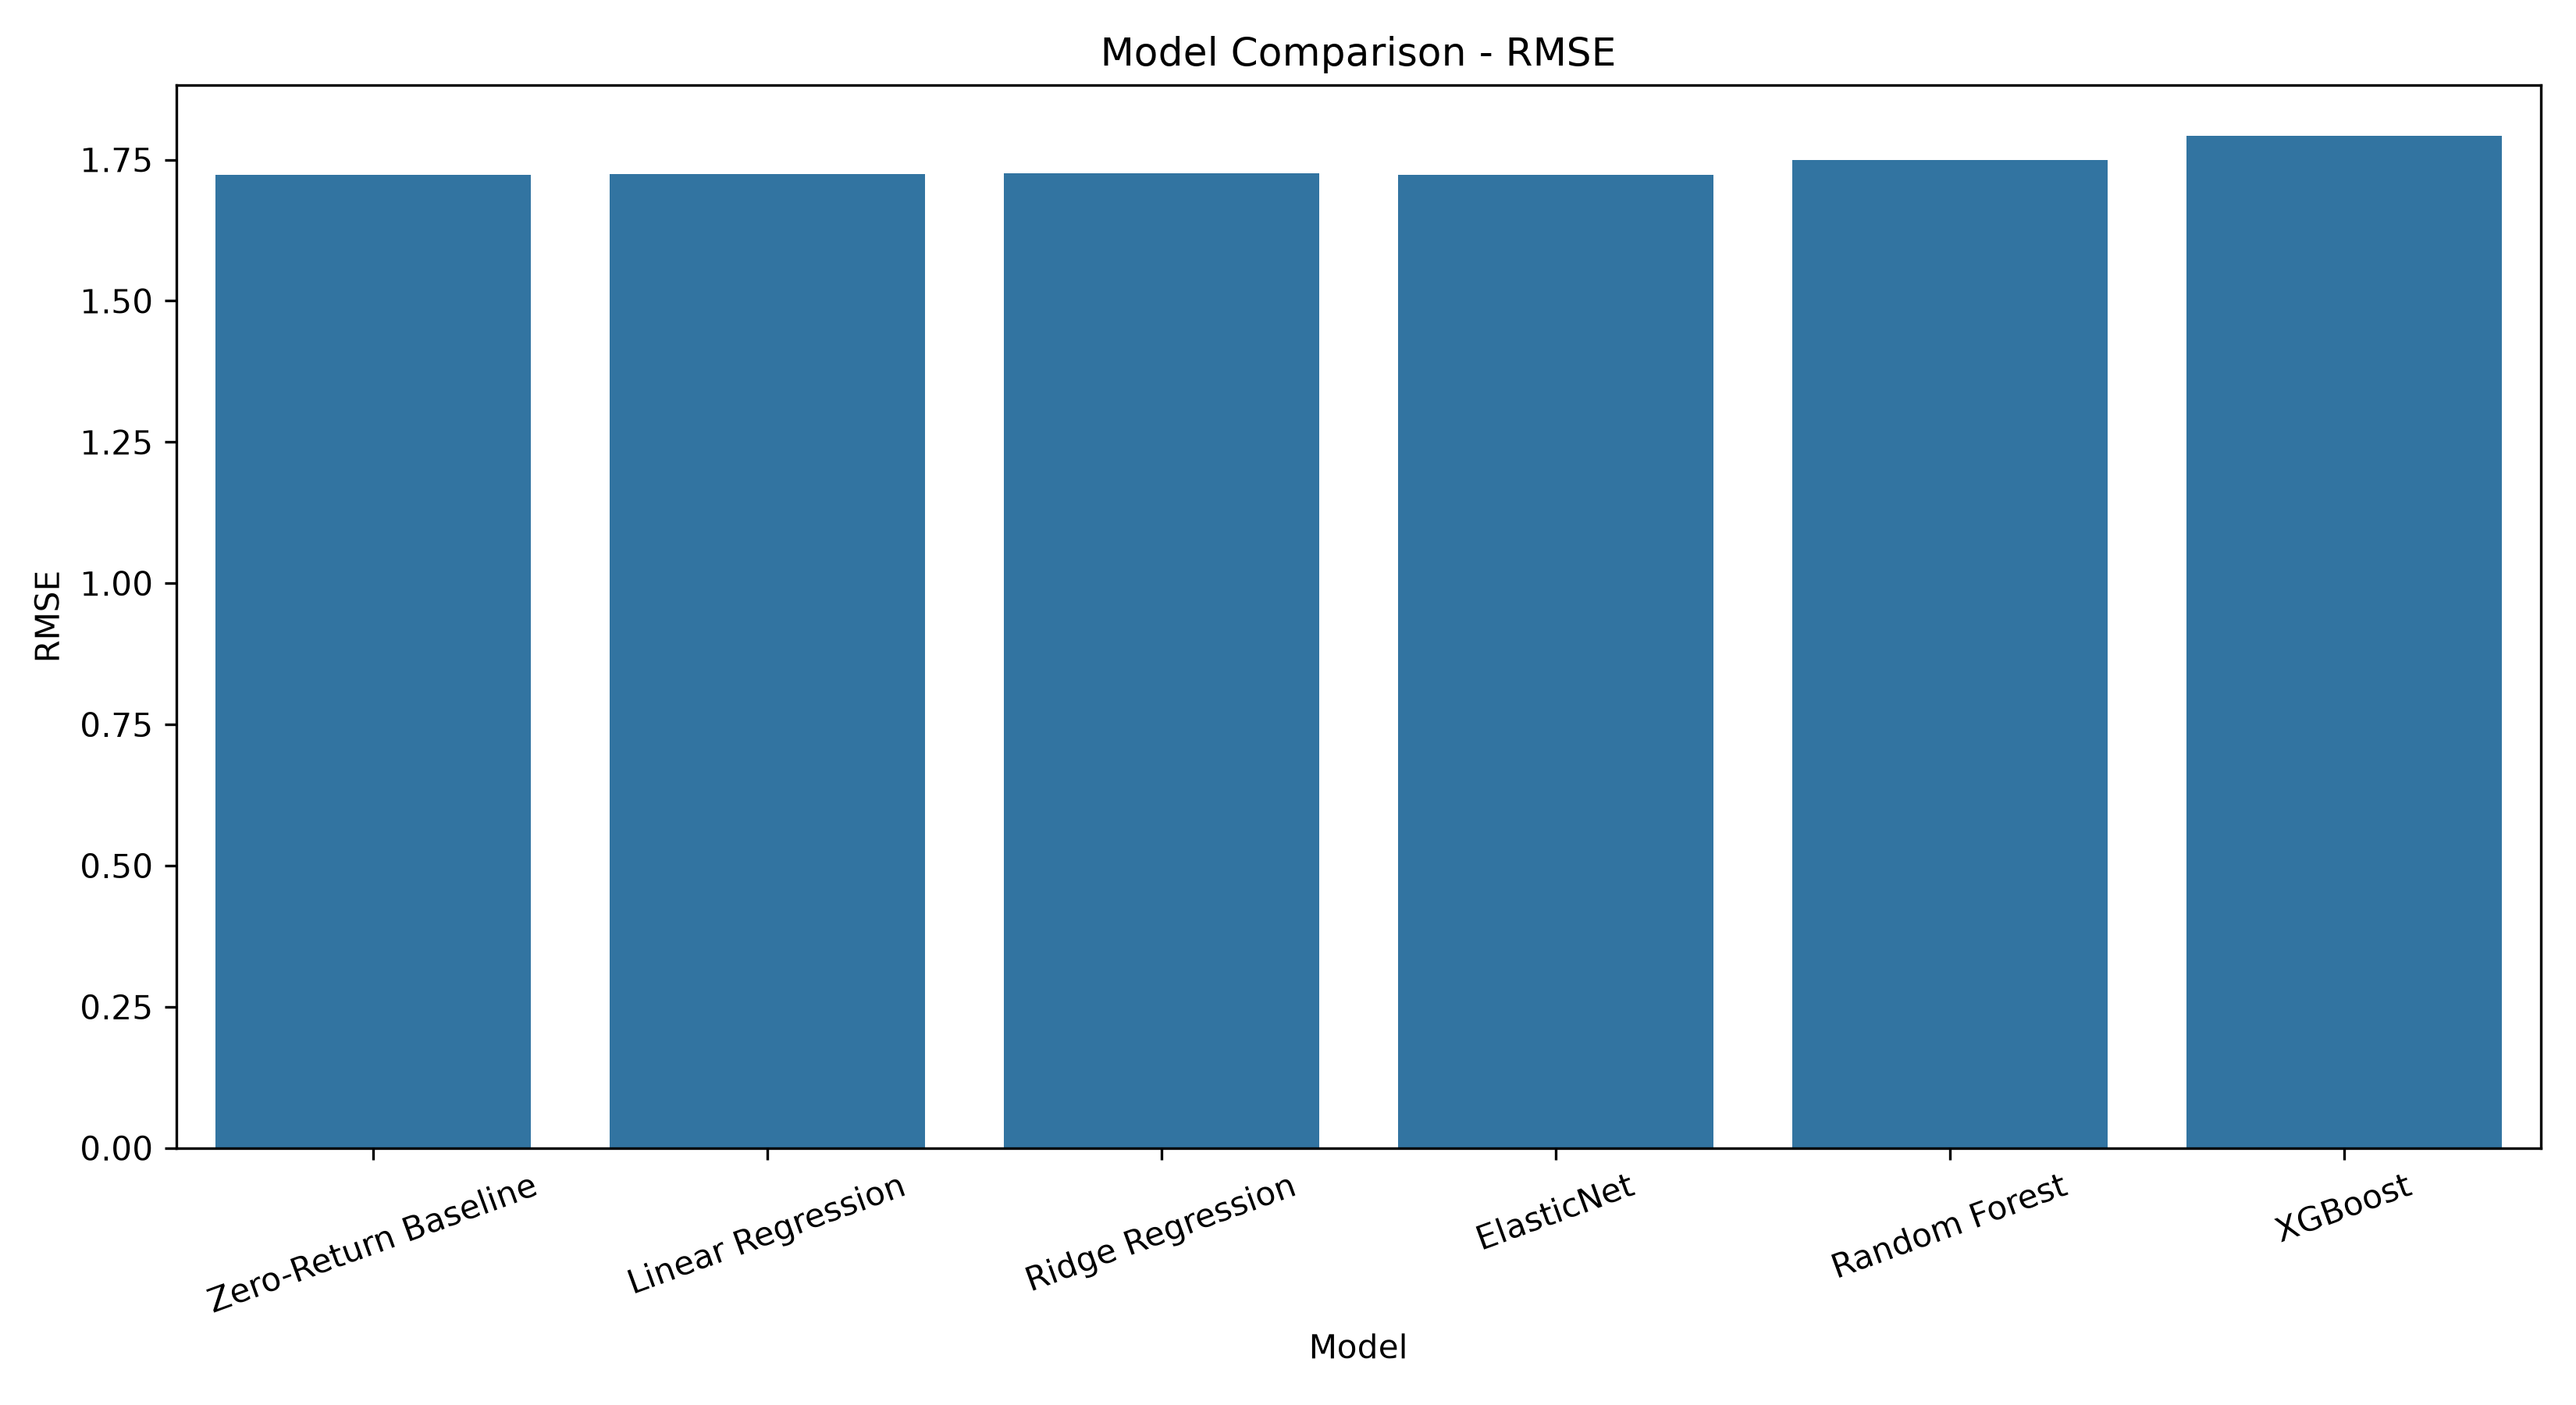 Model Comparison - RMSE
RMSE
1.75
1.50
1.25
1.00
0.75
0.50
0.25
0.00
Zero-Return Baseline
Linear Regression
Ridge Regression
ElasticNet
Random Forest
XGBoost
Model